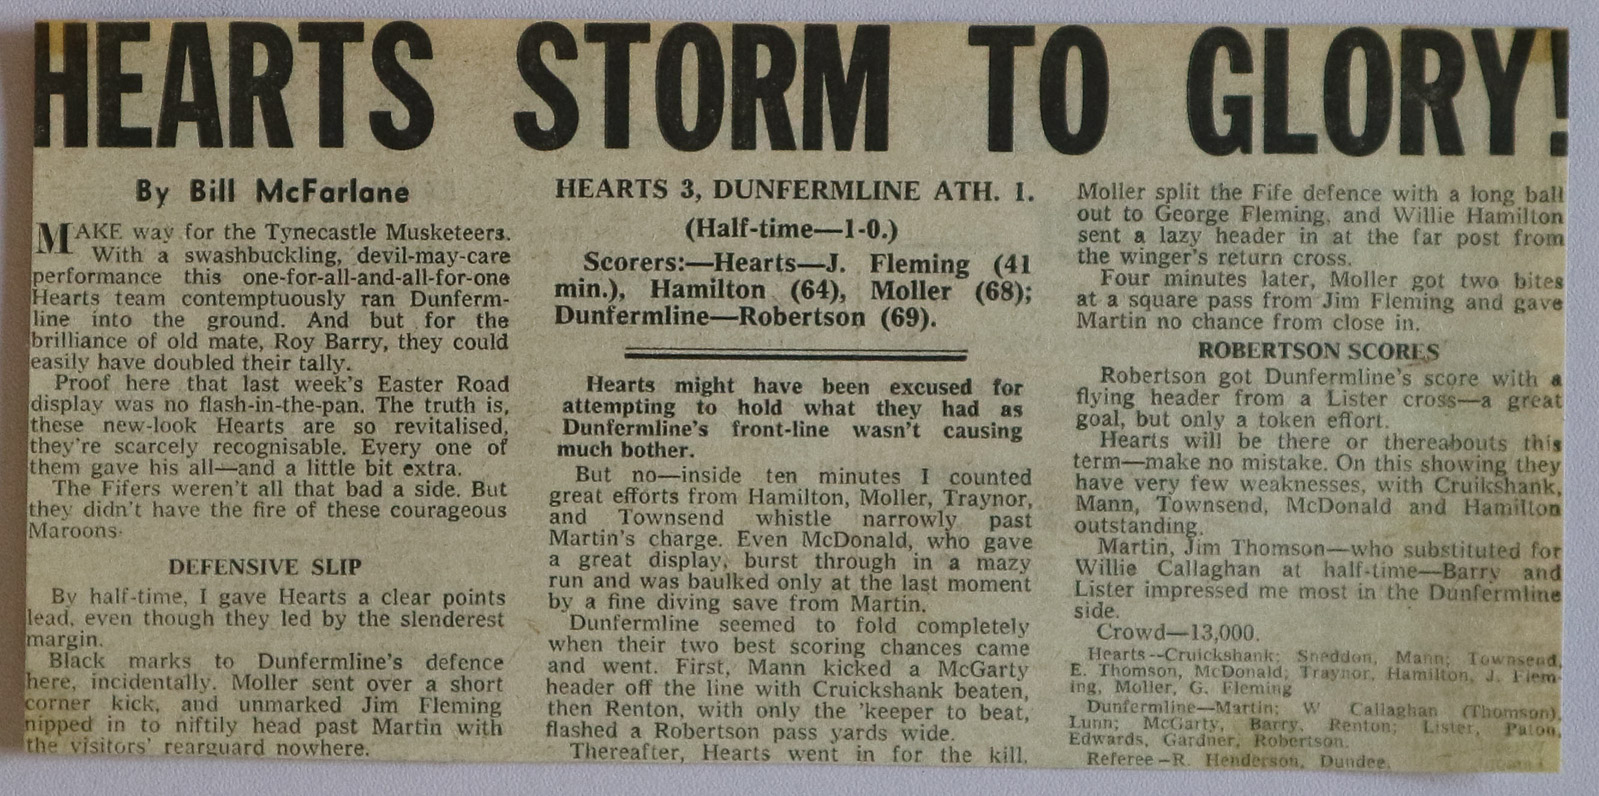 HEARTS STORM TO GLORY!
By Bill McFarlane
MAKE way for the Tynecastle Musketeers.
With a swashbuckling, devil-may-care
performance this one-for-all-and-all-for-one
Hearts team contemptuously ran Dunferm-
line into the ground. And but for the
brilliance of old mate, Roy Barry, they could
easily have doubled their tally.
Proof here that last week's Easter Road
display was no flash-in-the-pan. The truth is,
these new-look Hearts are so revitalised,
they're scarcely recognisable. Every one of
them gave his all—and a little bit extra.
The Fifers weren't all that bad a side. But
they didn't have the fire of these courageous
Maroons.
DEFENSIVE SLIP
By half-time, I gave Hearts a clear points
lead, even though they led by the slenderest
margin.
Black marks to Dunfermline's defence
here, incidentally. Moller sent over a short
corner kick, and unmarked Jim Fleming
nipped in to niftily head past Martin with
the visitors' rearguard nowhere.
HEARTS 3, DUNFERMLINE ATH. 1.
(Half-time—1-0.)
Scorers:—Hearts—J. Fleming (41
min.), Hamilton (64), Moller (68);
Dunfermline—Robertson (69).
Hearts might have been excused for
attempting to hold what they had as
Dunfermline's front-line wasn't causing
much bother.
But no—inside ten minutes I counted
great efforts from Hamilton, Moller, Traynor,
and Townsend whistle narrowly past
Martin's charge. Even McDonald, who gave
a great display, burst through in a mazy
run and was baulked only at the last moment
by a fine diving save from Martin.
Dunfermline seemed to fold completely
when their two best scoring chances came
and went. First, Mann kicked a McGarty
header off the line with Cruickshank beaten,
then Renton, with only the 'keeper to beat,
flashed a Robertson pass yards wide.
Thereafter, Hearts went in for the kill.
Moller split the Fife defence with a long ball
out to George Fleming, and Willie Hamilton
sent a lazy header in at the far post from
the winger's return cross.
Four minutes later, Moller got two bites
at a square pass from Jim Fleming and gave
Martin no chance from close in.
ROBERTSON SCORES
Robertson got Dunfermline's score with a
flying header from a Lister cross—a great
goal, but only a token effort.
Hearts will be there or thereabouts this
term—make no mistake. On this showing they
have very few weaknesses, with Cruikshank,
Mann, Townsend, McDonald and Hamilton
outstanding.
Martin, Jim Thomson—who substituted for
Willie Callaghan at half-time—Barry and
Lister impressed me most in the Dunfermline
side.
Crowd—13,000.
Hearts--Cruickshank; Sneddon, Mann; Townsend,
E. Thomson, McDonald; Traynor, Hamilton, J. Flem-
ing, Moller, G. Fleming
Dunfermline—Martin; W Callaghan (Thomson),
Lunn; McGarty, Barry, Renton; Lister, Paton,
Edwards, Gardner, Robertson.
Referee—R. Henderson, Dundee.